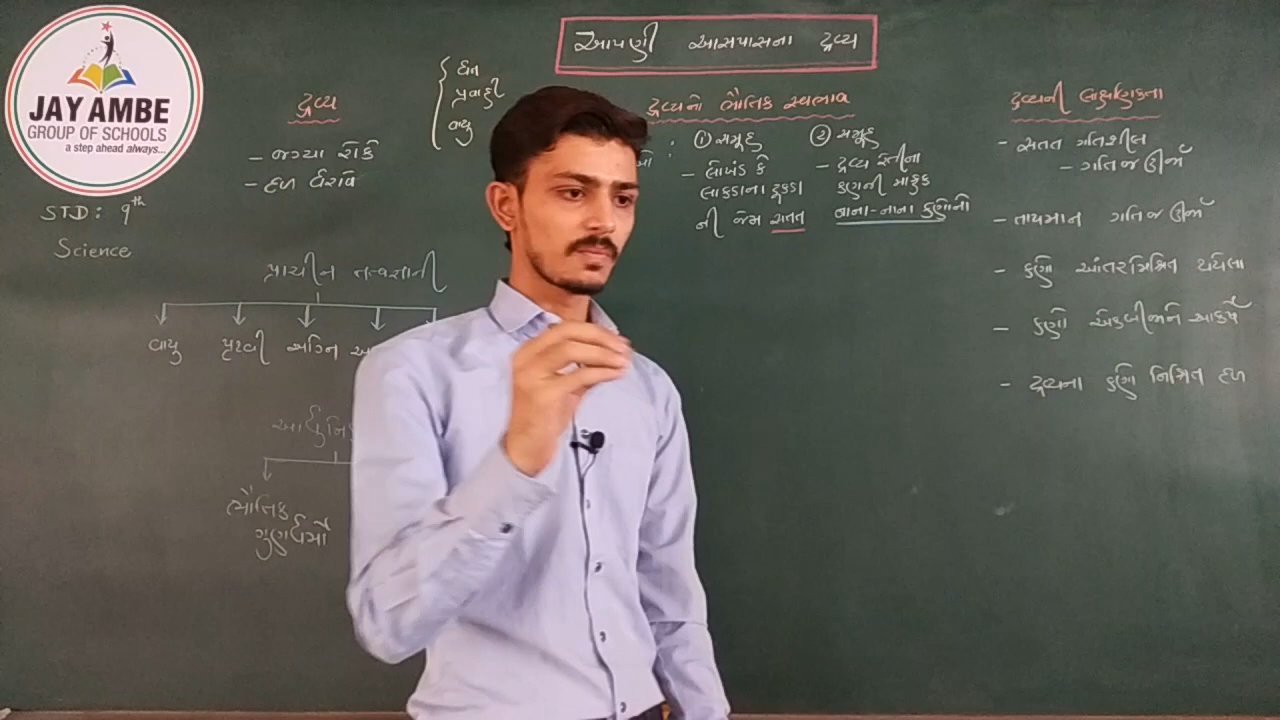 JAY AMBE
GROUP OF SCHOOLS
a step ahead always...
આપણી આસપાસના દ્રવ્ય
STD: 9th
Science
દ્રવ્ય
- જગ્યા રોકે
- દળ ધરાવે
ઘન
પ્રવાહી
વાયુ
પ્રાચીન તત્વજ્ઞાની
વાયુ પૃથ્વી અગ્નિ
ભૌતિક
ગુણધર્મો
દ્રવ્યનો ભૌતિક સ્વભાવ
① સમૂહ
- લોખંડ કે
લાકડાના ટુકડા
ની જેમ સતત
② સમૂહ
- દ્રવ્ય રેતીના
કણની માફક
નાના-નાના કણોનો
દ્રવ્યની લાક્ષણિકતા
- સતત ગતિશીલ
- ગતિજ ઊર્જા
- તાપમાન ગતિજ ઊર્જા
- કણો આંતરમિશ્રિત થયેલા
- કણો એકબીજાને આકર્ષે
- દ્રવ્યના કણો નિશ્ચિત દળ